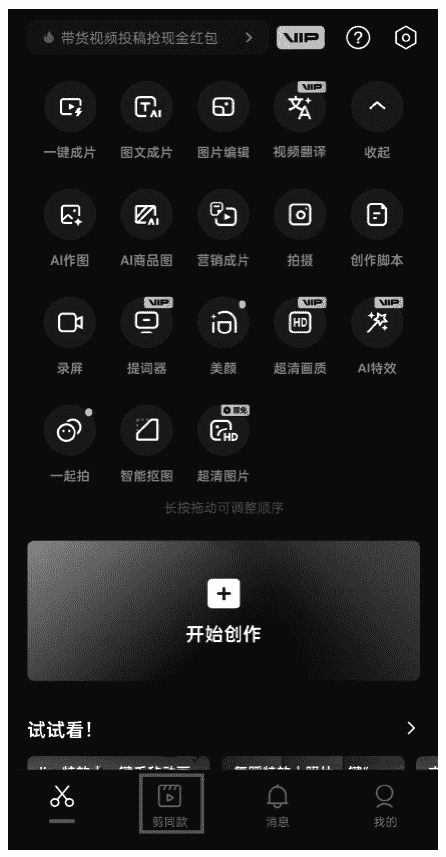 带货视频投稿抢现金红包
VIP
VIP
一键成片 图文成片 图片编辑 视频翻译 收起
AI作图 AI商品图 营销成片 拍摄 创作脚本
VIP VIP VIP
录屏 提词器 美颜 超清画质 AI特效
限免
一起拍 智能抠图 超清图片
长按拖动可调整顺序
开始创作
试试看!
剪同款 消息 我的